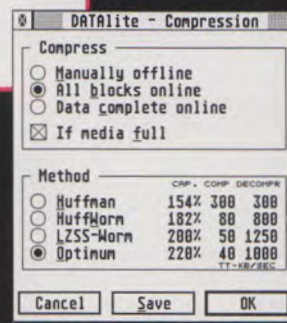 DATAlite - Compression
Compress
Manually offline
All blocks online
Data complete online
If media full
Method
CAP. COMP DECOMPR
Huffman 154% 300 300
HuffWorm 182% 80 800
LZSS-Worm 200% 50 1250
Optimum 220% 40 1000
TT-KB/SEC
Cancel Save OK